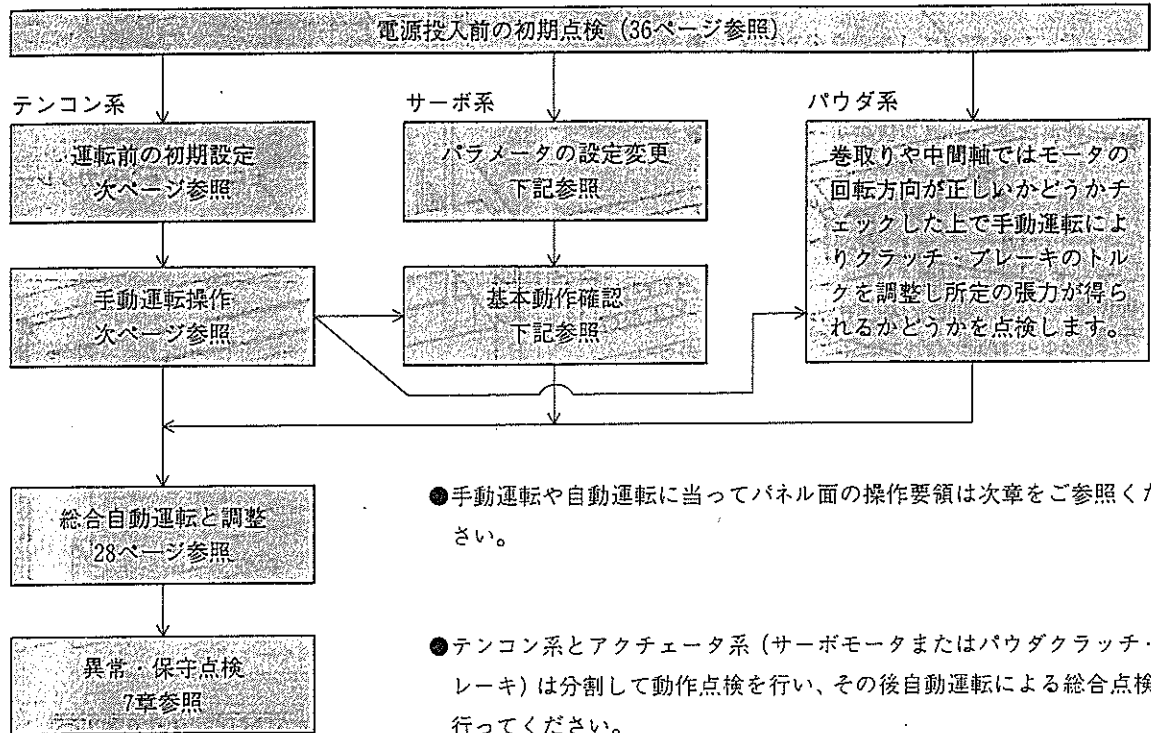 電源投入前の初期点検（36ページ参照）
テンコン系
運転前の初期設定
次ページ参照
手動運転操作
次ページ参照
サーボ系
パラメータの設定変更
下記参照
基本動作確認
下記参照
パウダ系
巻取りや中間軸ではモータの
回転方向が正しいかどうかチ
ェックした上で手動運転によ
りクラッチ・ブレーキのトル
クを調整し所定の張力が得ら
れるかどうかを点検します。
総合自動運転と調整
28ページ参照
異常・保守点検
7章参照
●手動運転や自動運転に当ってパネル面の操作要領は次章をご参照くだ
さい。
●テンコン系とアクチェータ系（サーボモータまたはパウダクラッチ・
レーキ）は分割して動作点検を行い、その後自動運転による総合点検
行ってください。